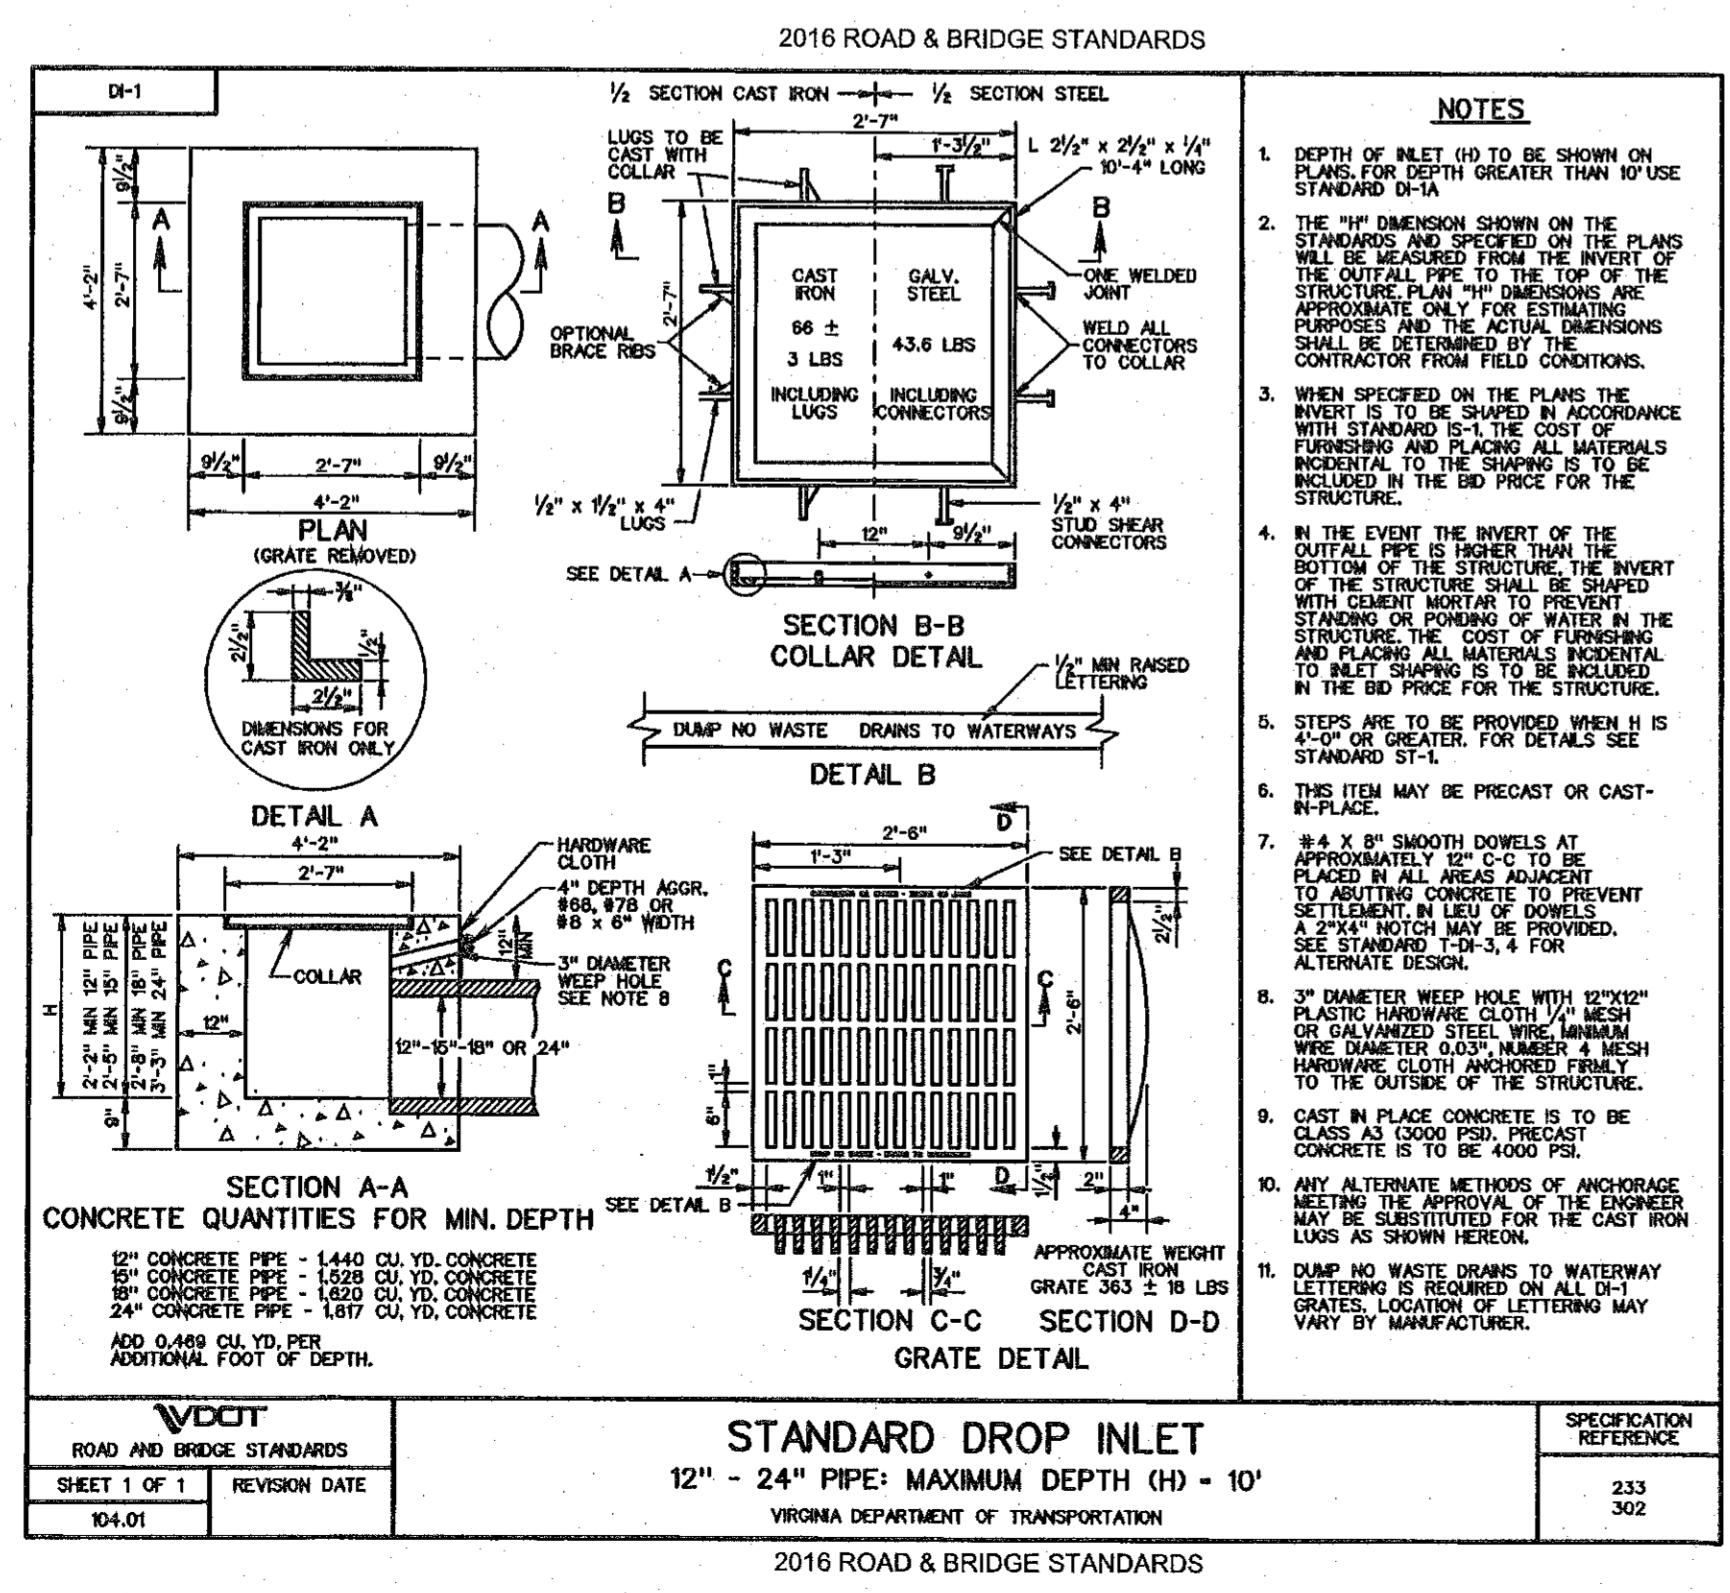 2016 ROAD & BRIDGE STANDARDS
DI-1
4'-2"
9½"
2'-7"
9½"
A
A
9½"
2'-7"
9½"
4'-2"
PLAN
(GRATE REMOVED)
½ SECTION CAST IRON
½ SECTION STEEL
2'-7"
1'-3½"
L 2½" x 2½" x ¼"
10'-4" LONG
LUGS TO BE
CAST WITH
COLLAR
B
B
2'-7"
OPTIONAL
BRACE RIBS
CAST
IRON
66 ±
3 LBS
INCLUDING
LUGS
GALV.
STEEL
43.6 LBS
INCLUDING
CONNECTORS
ONE WELDED
JOINT
WELD ALL
CONNECTORS
TO COLLAR
½" x 1½" x 4"
LUGS
½" x 4"
STUD SHEAR
CONNECTORS
12"
9½"
SEE DETAIL A
SECTION B-B
COLLAR DETAIL
2½"
½"
2½"
DIMENSIONS FOR
CAST IRON ONLY
DETAIL A
½" MIN RAISED
LETTERING
DUMP NO WASTE DRAINS TO WATERWAYS
DETAIL B
4'-2"
2'-7"
HARDWARE
CLOTH
4" DEPTH AGGR.
#68, #78 OR
#8 x 6" WIDTH
12"
MIN
3" DIAMETER
WEEP HOLE
SEE NOTE 8
COLLAR
H
2'-2" MIN 12" PIPE
2'-5" MIN 15" PIPE
2'-8" MIN 18" PIPE
3'-3" MIN 24" PIPE
12"
12"-15"-18" OR 24"
9"
SECTION A-A
CONCRETE QUANTITIES FOR MIN. DEPTH
12" CONCRETE PIPE - 1.440 CU. YD. CONCRETE
15" CONCRETE PIPE - 1.528 CU. YD. CONCRETE
18" CONCRETE PIPE - 1.620 CU. YD. CONCRETE
24" CONCRETE PIPE - 1.817 CU. YD. CONCRETE
ADD 0.469 CU. YD. PER
ADDITIONAL FOOT OF DEPTH.
D
2'-6"
1'-3"
SEE DETAIL B
2½"
C
C
2'-6"
1"
6"
1½"
1"
1"
D
1½"
2"
4"
SEE DETAIL B
1¼"
¾"
APPROXIMATE WEIGHT
CAST IRON
GRATE 363 ± 18 LBS
SECTION C-C
SECTION D-D
GRATE DETAIL
NOTES
1. DEPTH OF INLET (H) TO BE SHOWN ON
PLANS. FOR DEPTH GREATER THAN 10' USE
STANDARD DI-1A
2. THE "H" DIMENSION SHOWN ON THE
STANDARDS AND SPECIFIED ON THE PLANS
WILL BE MEASURED FROM THE INVERT OF
THE OUTFALL PIPE TO THE TOP OF THE
STRUCTURE. PLAN "H" DIMENSIONS ARE
APPROXIMATE ONLY FOR ESTIMATING
PURPOSES AND THE ACTUAL DIMENSIONS
SHALL BE DETERMINED BY THE
CONTRACTOR FROM FIELD CONDITIONS.
3. WHEN SPECIFIED ON THE PLANS THE
INVERT IS TO BE SHAPED IN ACCORDANCE
WITH STANDARD IS-1. THE COST OF
FURNISHING AND PLACING ALL MATERIALS
INCIDENTAL TO THE SHAPING IS TO BE
INCLUDED IN THE BID PRICE FOR THE
STRUCTURE.
4. IN THE EVENT THE INVERT OF THE
OUTFALL PIPE IS HIGHER THAN THE
BOTTOM OF THE STRUCTURE, THE INVERT
OF THE STRUCTURE SHALL BE SHAPED
WITH CEMENT MORTAR TO PREVENT
STANDING OR PONDING OF WATER IN THE
STRUCTURE. THE COST OF FURNISHING
AND PLACING ALL MATERIALS INCIDENTAL
TO INLET SHAPING IS TO BE INCLUDED
IN THE BID PRICE FOR THE STRUCTURE.
5. STEPS ARE TO BE PROVIDED WHEN H IS
4'-0" OR GREATER. FOR DETAILS SEE
STANDARD ST-1.
6. THIS ITEM MAY BE PRECAST OR CAST-
IN-PLACE.
7. #4 X 8" SMOOTH DOWELS AT
APPROXIMATELY 12" C-C TO BE
PLACED IN ALL AREAS ADJACENT
TO ABUTTING CONCRETE TO PREVENT
SETTLEMENT. IN LIEU OF DOWELS
A 2"X4" NOTCH MAY BE PROVIDED.
SEE STANDARD T-DI-3, 4 FOR
ALTERNATE DESIGN.
8. 3" DIAMETER WEEP HOLE WITH 12"X12"
PLASTIC HARDWARE CLOTH ¼" MESH
OR GALVANIZED STEEL WIRE, MINIMUM
WIRE DIAMETER 0.03", NUMBER 4 MESH
HARDWARE CLOTH ANCHORED FIRMLY
TO THE OUTSIDE OF THE STRUCTURE.
9. CAST IN PLACE CONCRETE IS TO BE
CLASS A3 (3000 PSI). PRECAST
CONCRETE IS TO BE 4000 PSI.
10. ANY ALTERNATE METHODS OF ANCHORAGE
MEETING THE APPROVAL OF THE ENGINEER
MAY BE SUBSTITUTED FOR THE CAST IRON
LUGS AS SHOWN HEREON.
11. DUMP NO WASTE DRAINS TO WATERWAY
LETTERING IS REQUIRED ON ALL DI-1
GRATES. LOCATION OF LETTERING MAY
VARY BY MANUFACTURER.
VDOT
ROAD AND BRIDGE STANDARDS
SHEET 1 OF 1
REVISION DATE
104.01
STANDARD DROP INLET
12" - 24" PIPE: MAXIMUM DEPTH (H) - 10'
VIRGINIA DEPARTMENT OF TRANSPORTATION
SPECIFICATION
REFERENCE
233
302
2016 ROAD & BRIDGE STANDARDS